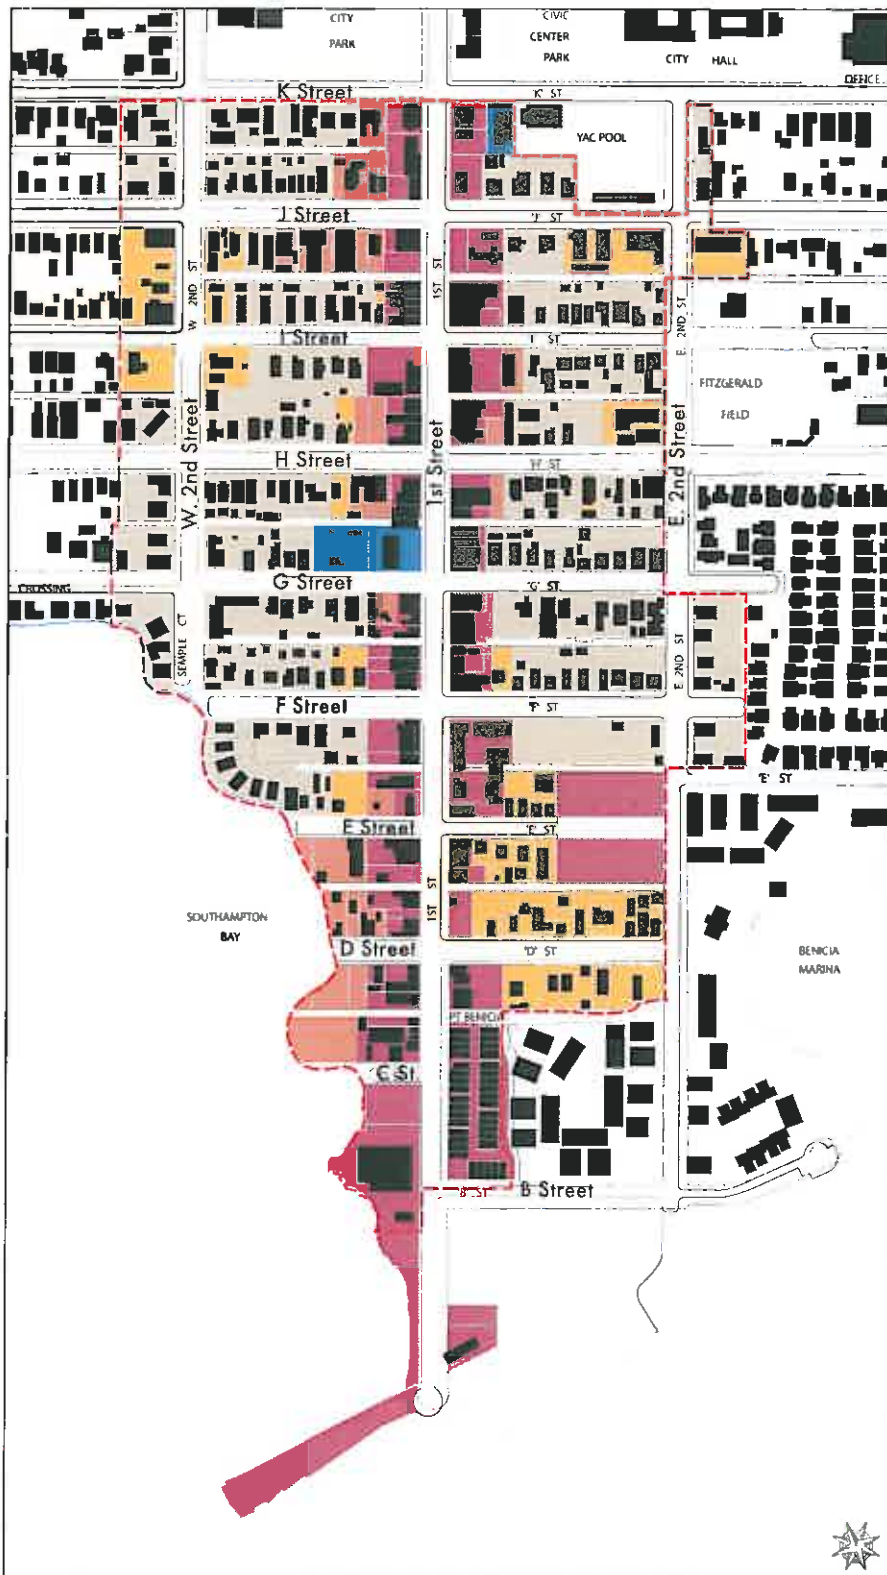 CITY
PARK
CIVIC
CENTER
PARK
CITY HALL
OFFICE
K Street
'K' ST
YAC POOL
J Street
'J' ST
W 2ND ST
1ST ST
E. 2ND ST
I Street
I ST
FITZGERALD
FIELD
W. 2nd Street
1st Street
E. 2nd Street
H Street
'H' ST
G Street
'G' ST
CROSSING
SEMPLE CT
E 2ND ST
F Street
'F' ST
'E' ST
E Street
'E' ST
1ST ST
SOUTHAMPTON
BAY
D Street
'D' ST
BENICIA
MARINA
PT BENICIA
C St.
'B' ST
B Street